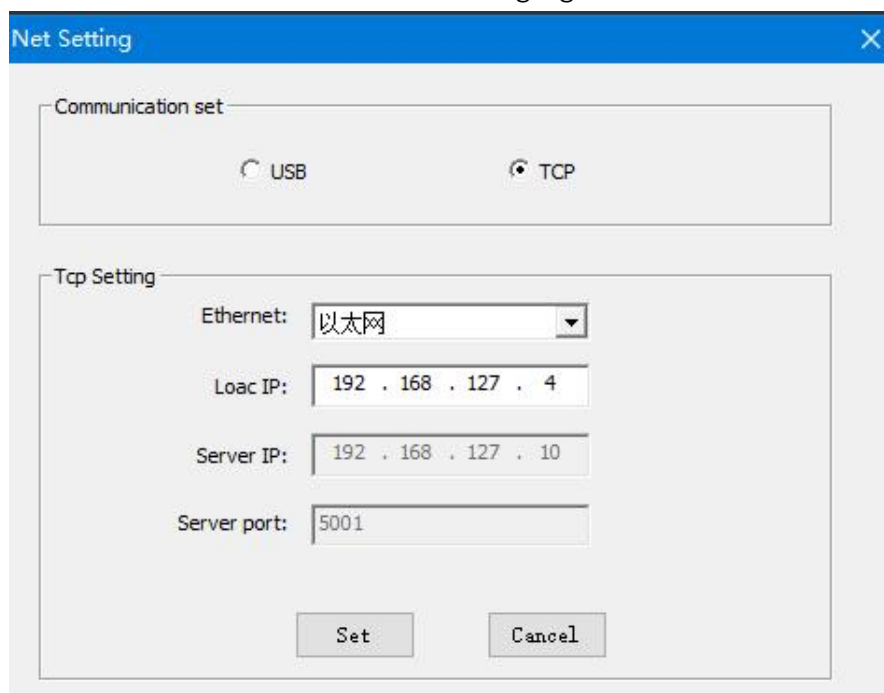 Net Setting
Communication set
USB TCP
Tcp Setting
Ethernet: 以太网
Loac IP: 192 . 168 . 127 . 4
Server IP: 192 . 168 . 127 . 10
Server port: 5001
Set Cancel